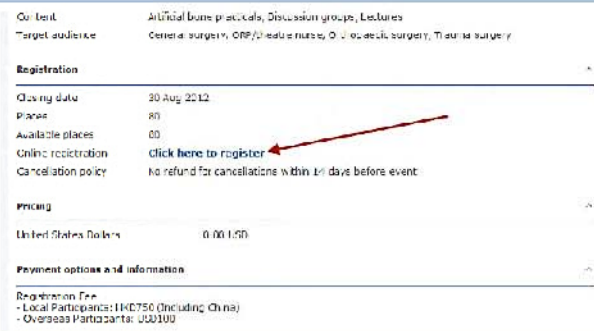 Content Artificial bone practicals, Discussion groups, Lectures
Target audience General surgery, ORP/theatre nurse, Orthopaedic surgery, Trauma surgery
Registration
Closing date 30 Aug 2012
Places 80
Available places
Online registration Click here to register
Cancellation policy No refund for cancellations within 14 days before event
Pricing
United States Dollars 0.00 USD
Payment options and information
Registration Fee
- Local Participants: HKD750 (Including China)
- Overseas Participants: USD100